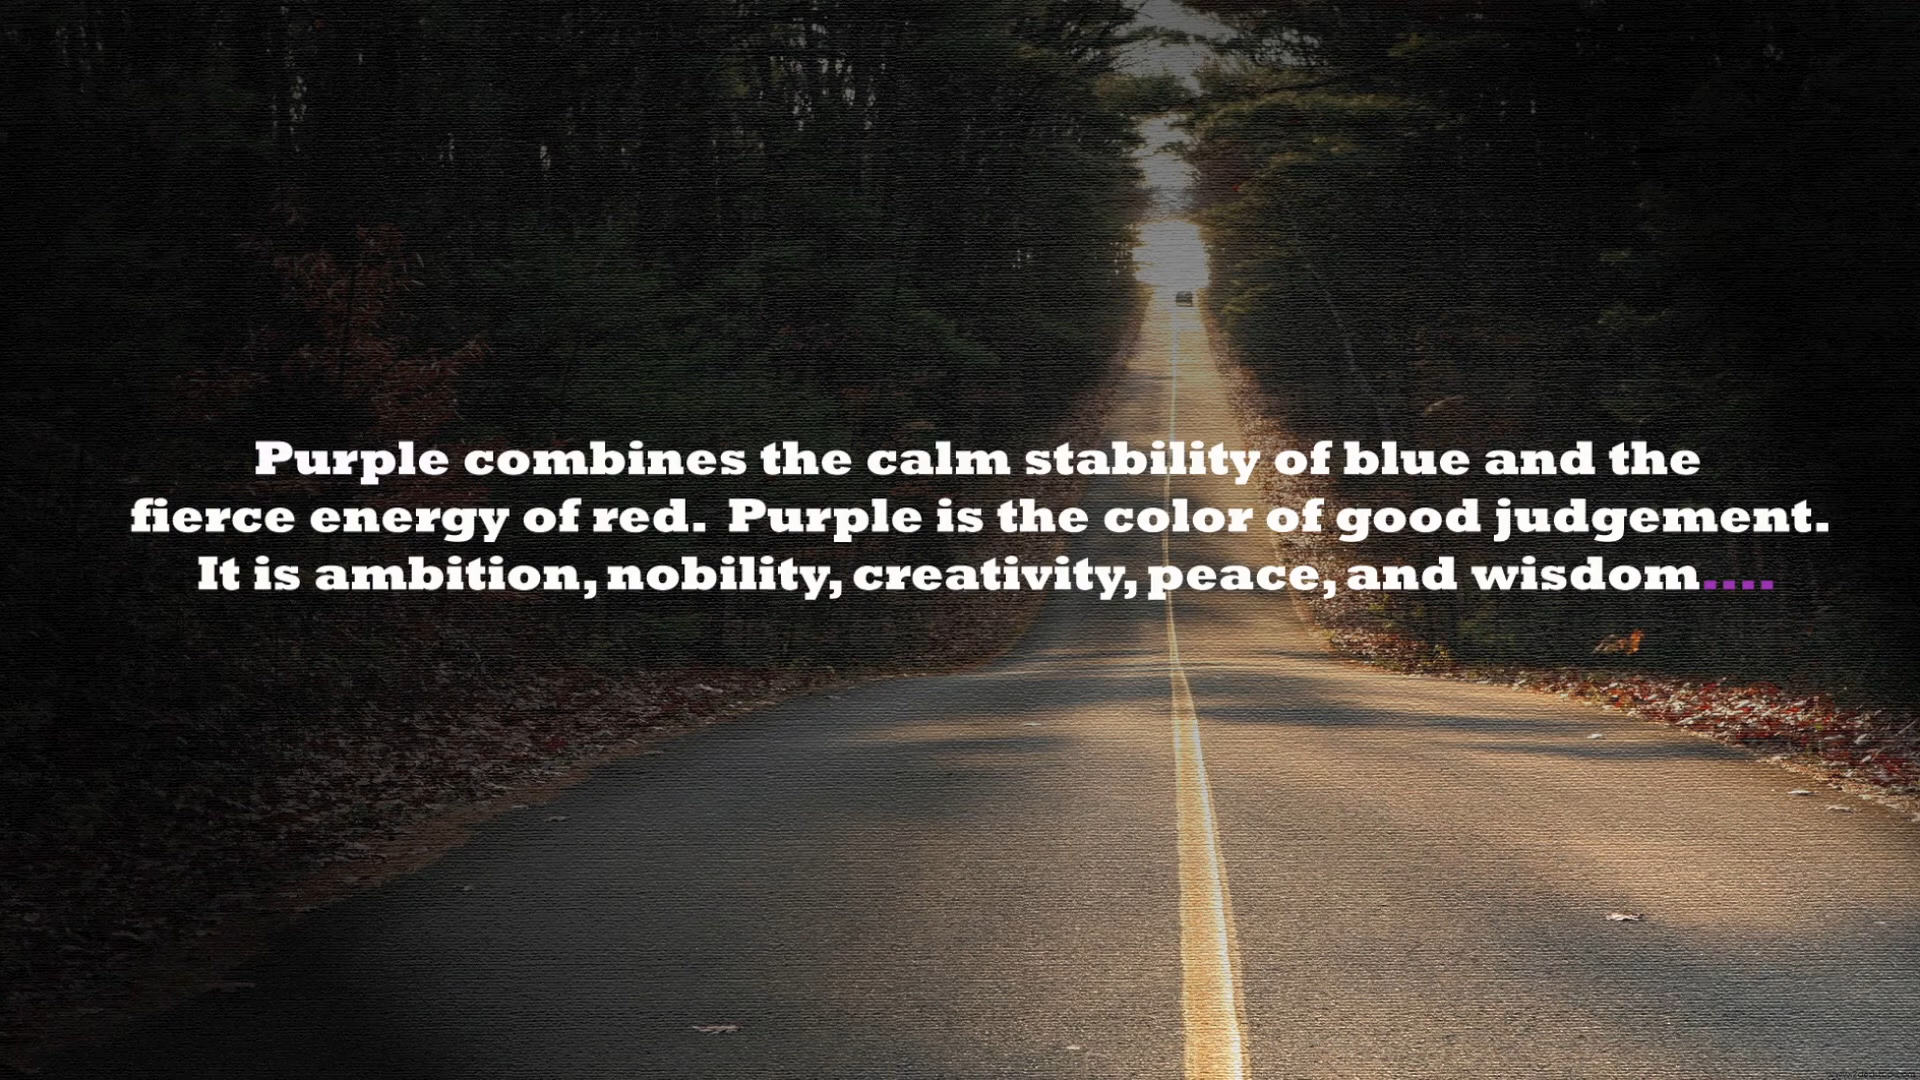 Purple combines the calm stability of blue and the
fierce energy of red. Purple is the color of good judgement.
It is ambition, nobility, creativity, peace, and wisdom....